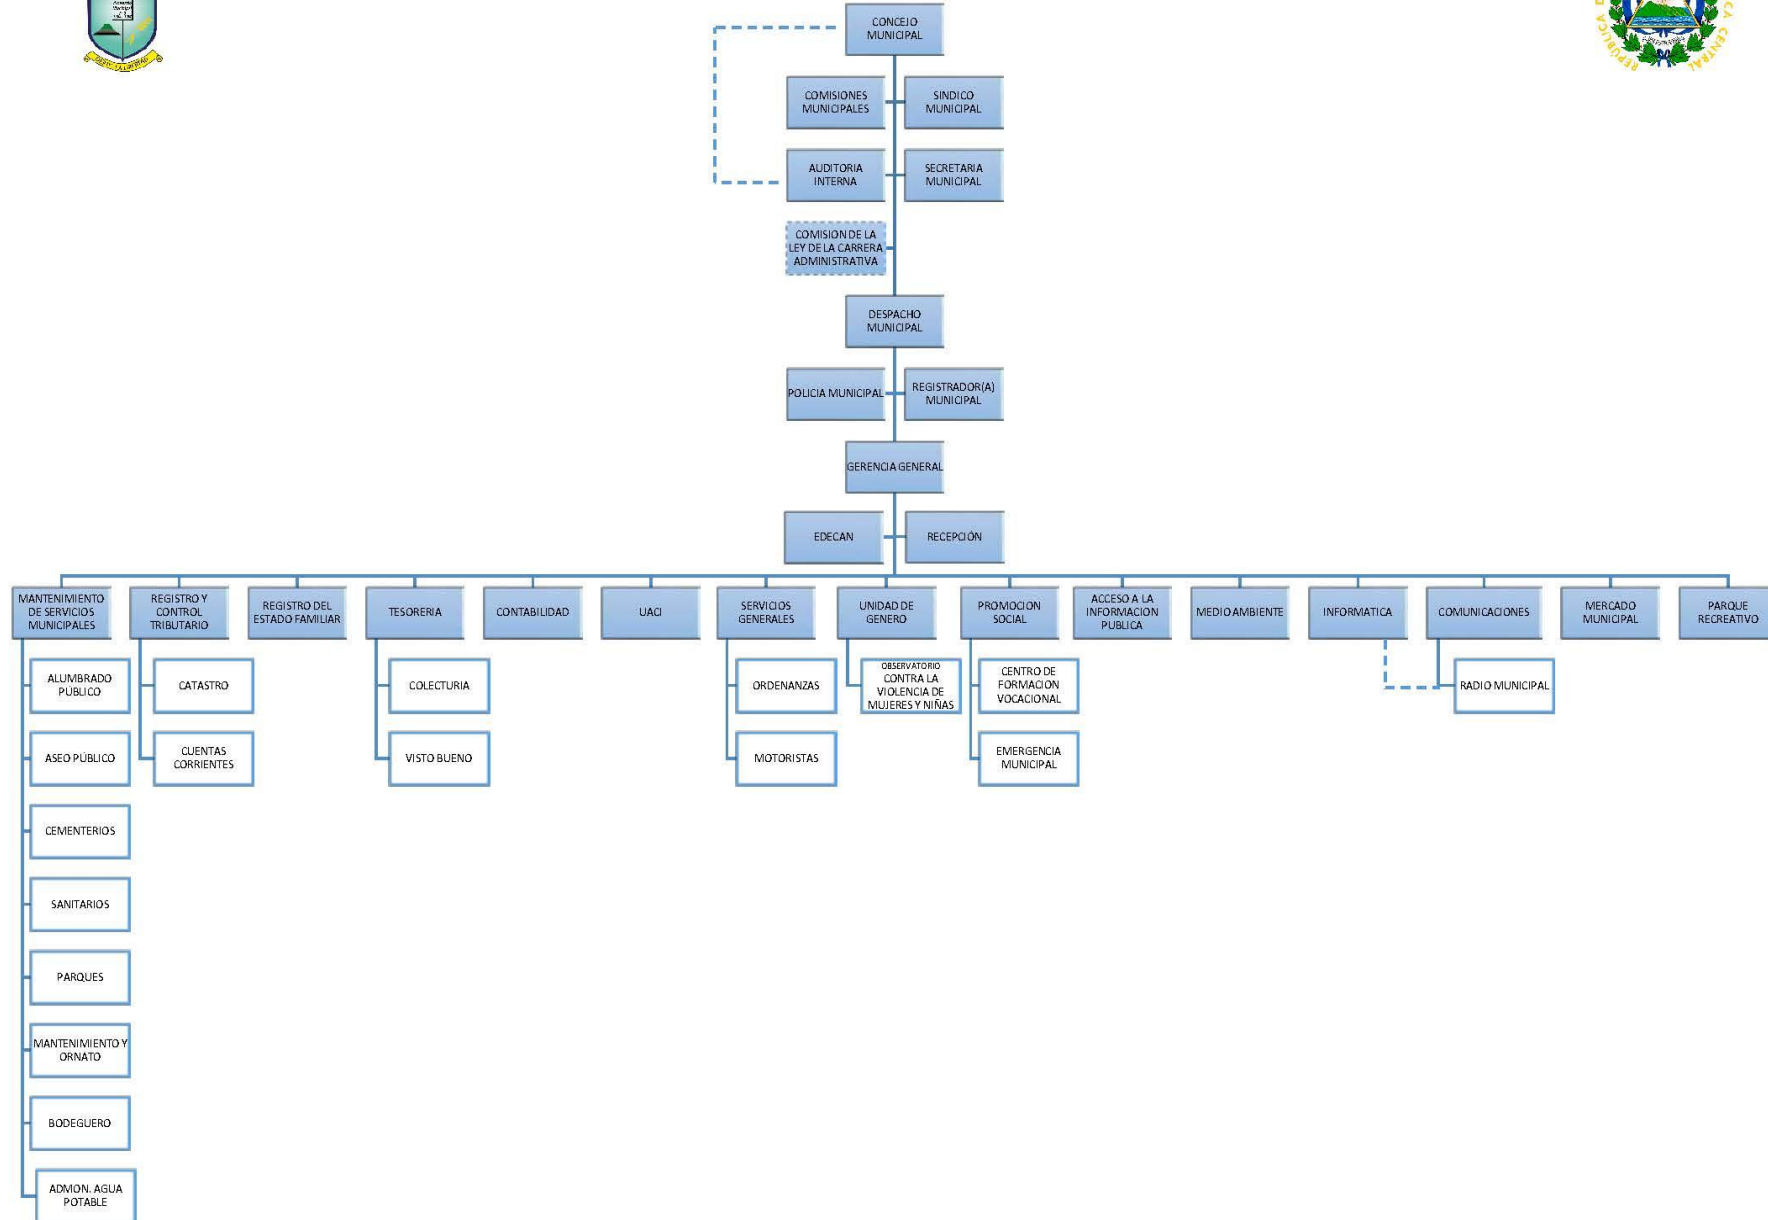 CONCEJO
MUNICIPAL
COMISIONES
MUNICIPALES
SINDICO
MUNICIPAL
AUDITORIA
INTERNA
SECRETARIA
MUNICIPAL
COMISION DE LA
LEY DE LA CARRERA
ADMINISTRATIVA
DESPACHO
MUNICIPAL
POLICIA MUNICIPAL
REGISTRADOR(A)
MUNICIPAL
GERENCIA GENERAL
EDECAN
RECEPCIÓN
MANTENIMIENTO
DE SERVICIOS
MUNICIPALES
REGISTRO Y
CONTROL
TRIBUTARIO
REGISTRO DEL
ESTADO FAMILIAR
TESORERIA
CONTABILIDAD
UACI
SERVICIOS
GENERALES
UNIDAD DE
GENERO
PROMOCION
SOCIAL
ACCESO A LA
INFORMACION
PUBLICA
MEDIO AMBIENTE
INFORMATICA
COMUNICACIONES
MERCADO
MUNICIPAL
PARQUE
RECREATIVO
ALUMBRADO
PÚBLICO
CATASTRO
COLECTURIA
ORDENANZAS
OBSERVATORIO
CONTRA LA
VIOLENCIA DE
MUJERES Y NIÑAS
CENTRO DE
FORMACION
VOCACIONAL
RADIO MUNICIPAL
ASEO PÚBLICO
CUENTAS
CORRIENTES
VISTO BUENO
MOTORISTAS
EMERGENCIA
MUNICIPAL
CEMENTERIOS
SANITARIOS
PARQUES
MANTENIMIENTO Y
ORNATO
BODEGUERO
ADMON. AGUA
POTABLE
REPÚBLICA
CENTRAL